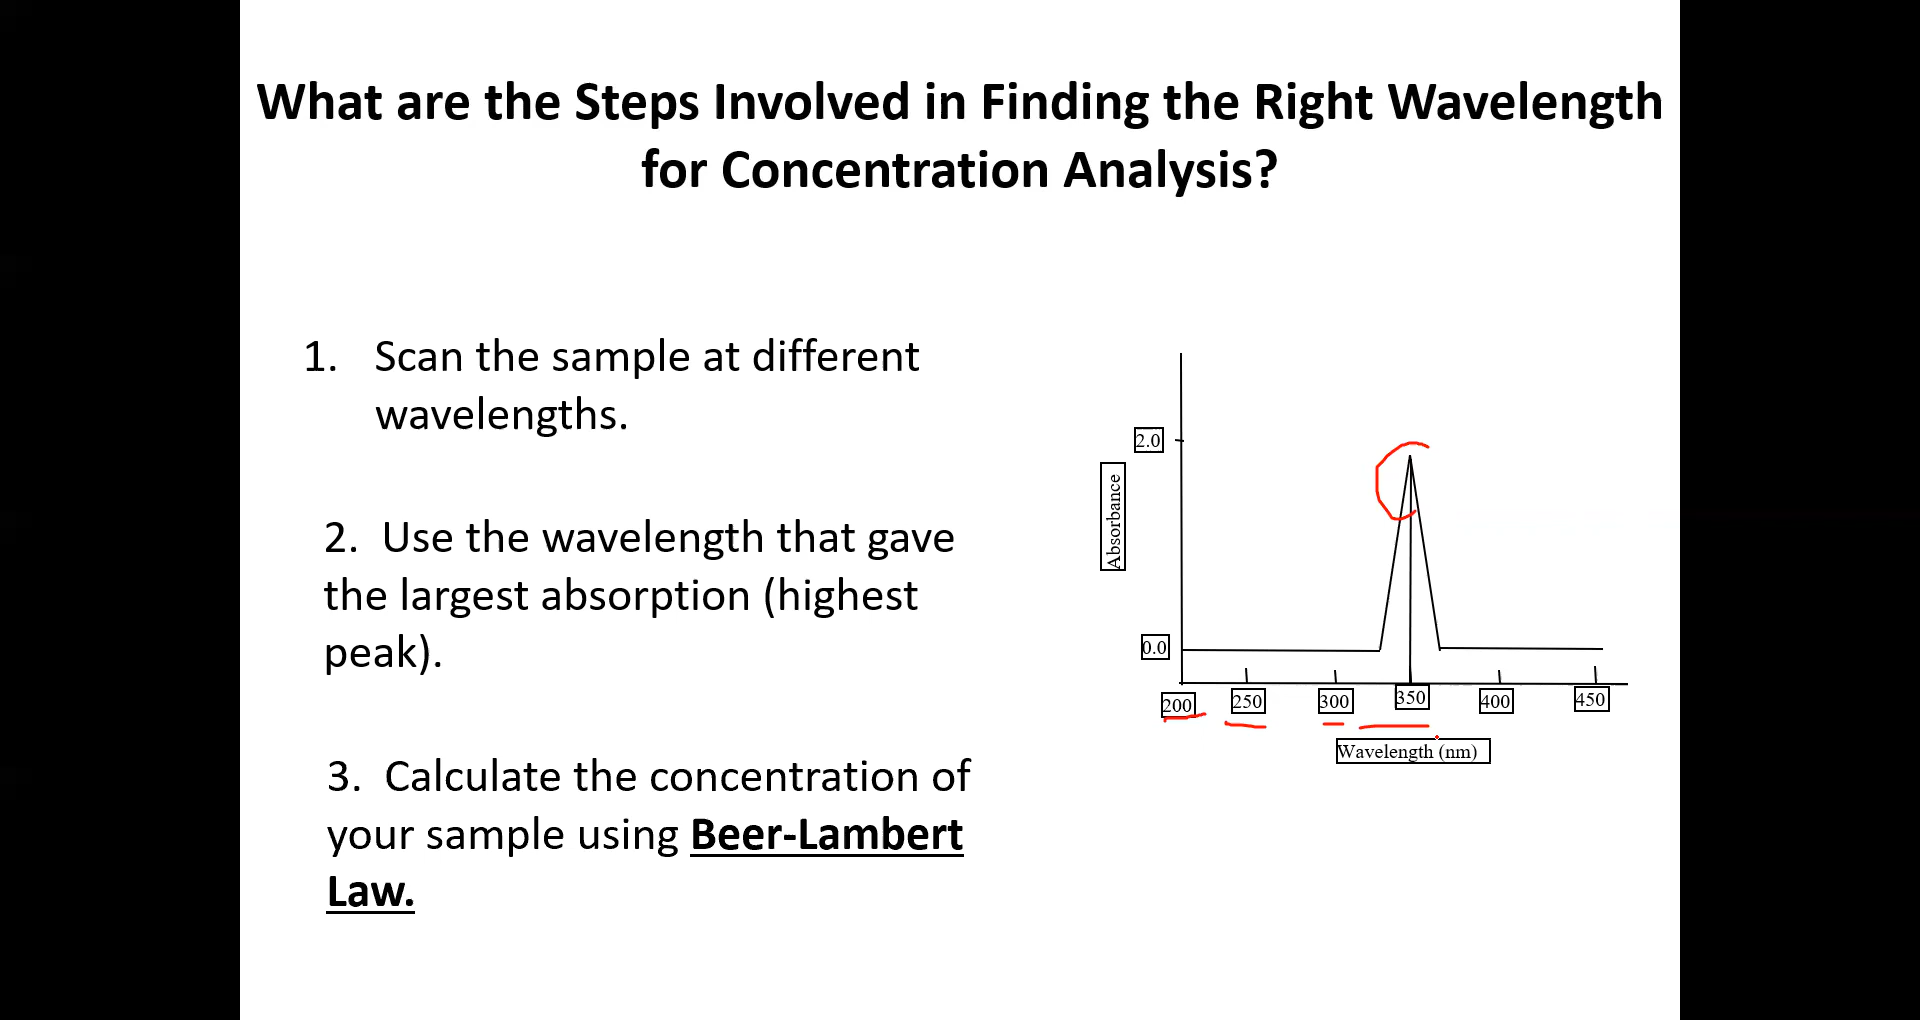 What are the Steps Involved in Finding the Right Wavelength
for Concentration Analysis?
1. Scan the sample at different
wavelengths.
2. Use the wavelength that gave
the largest absorption (highest
peak).
3. Calculate the concentration of
your sample using Beer-Lambert
Law.
2.0
Absorbance
0.0
200
250
300
350
400
450
Wavelength (nm)